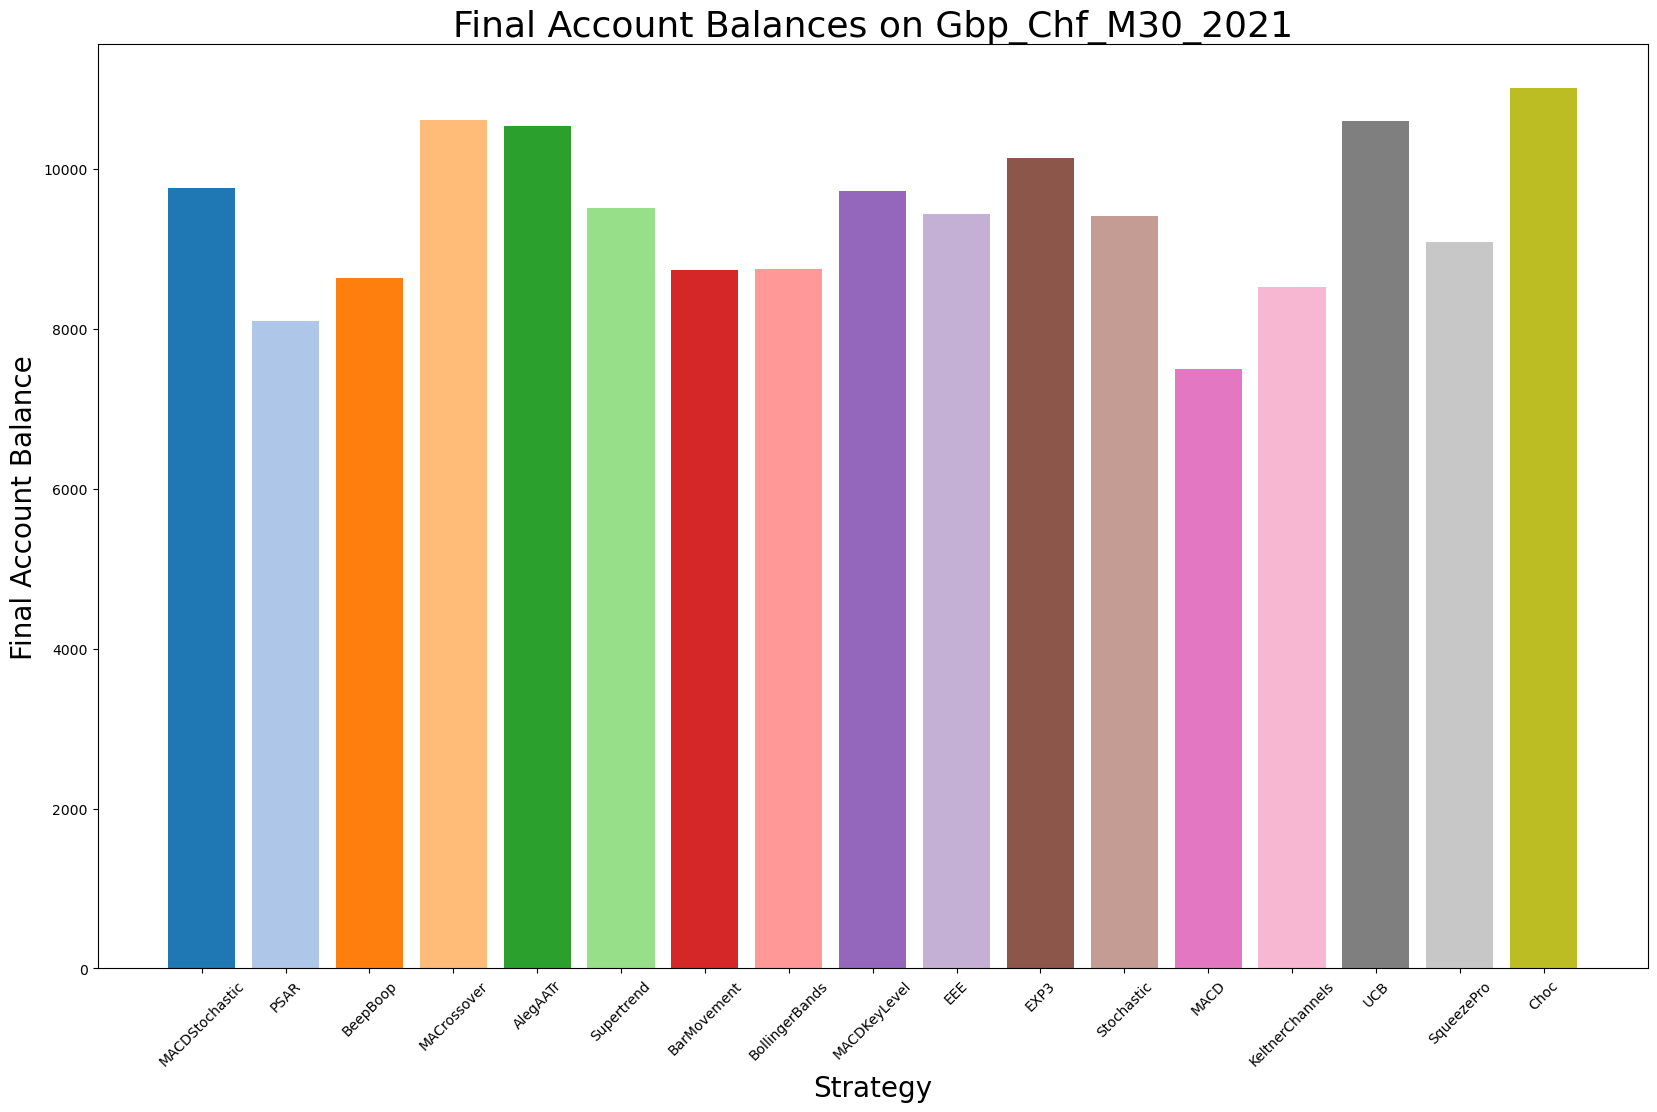 Final Account Balances on Gbp_Chf_M30_2021
Final Account Balance
10000
8000
6000
4000
2000
0
MACDStochastic
PSAR
BeepBoop
MACrossover
AlegAATr
Supertrend
BarMovement
BollingerBands
MACDKeyLevel
EEE
EXP3
Stochastic
MACD
KeltnerChannels
UCB
SqueezePro
Choc
Strategy